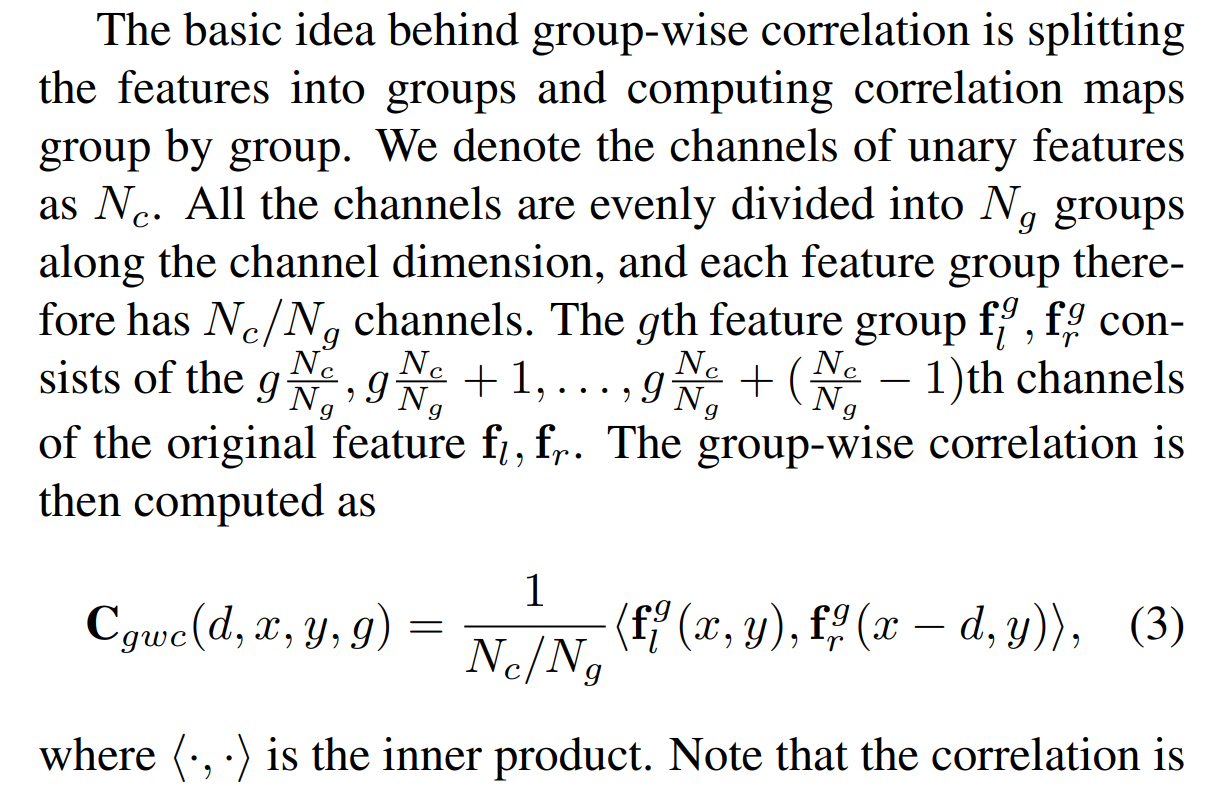 The basic idea behind group-wise correlation is splitting
the features into groups and computing correlation maps
group by group. We denote the channels of unary features
as $N_c$. All the channels are evenly divided into $N_g$ groups
along the channel dimension, and each feature group there-
fore has $N_c/N_g$ channels. The $g$th feature group $\mathbf{f}_l^g, \mathbf{f}_r^g$ con-
sists of the $g\frac{N_c}{N_g}, g\frac{N_c}{N_g}+1, \ldots, g\frac{N_c}{N_g}+(\frac{N_c}{N_g}-1)$th channels
of the original feature $\mathbf{f}_l, \mathbf{f}_r$. The group-wise correlation is
then computed as
$\mathbf{C}_{gwc}(d, x, y, g) = \frac{1}{N_c/N_g}\langle \mathbf{f}_l^g(x, y), \mathbf{f}_r^g(x-d, y)\rangle,$ (3)
where $\langle\cdot,\cdot\rangle$ is the inner product. Note that the correlation is